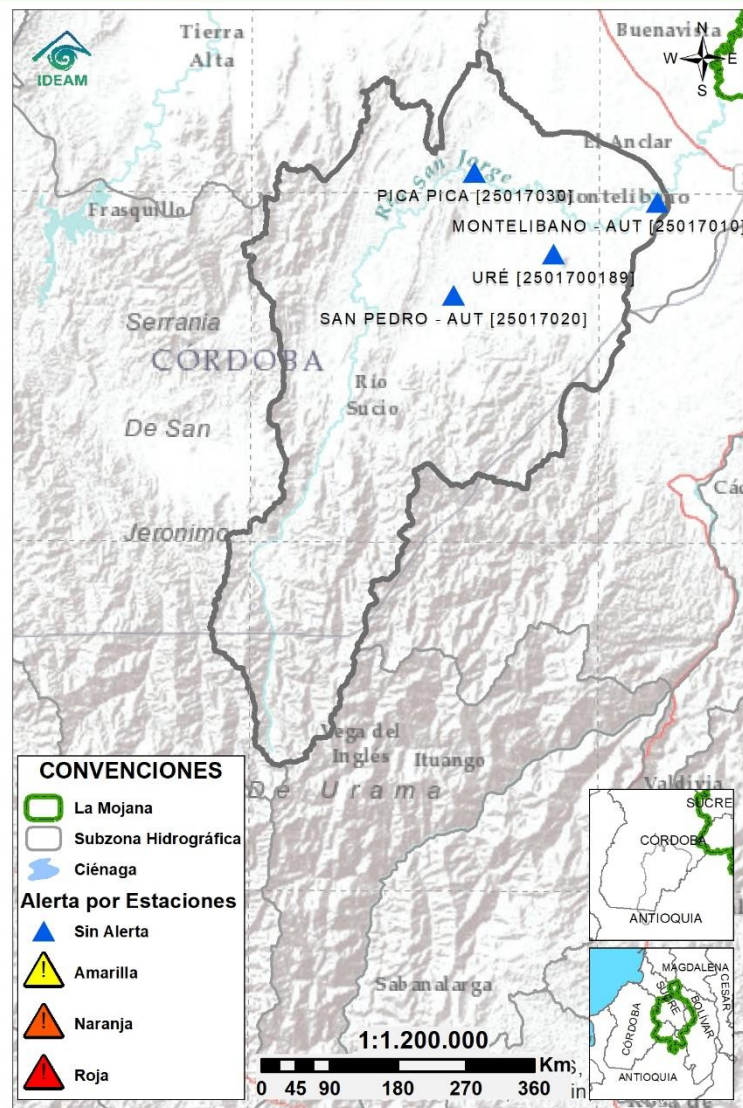 IDEAM
Tierra
Alta
Buenavista
N
W
E
S
El Anclar
Río San Jorge
PICA PICA [25017030]
Montelibano
Frasquillo
MONTELIBANO - AUT [25017010]
URÉ [2501700189]
SAN PEDRO - AUT [25017020]
Serrania
CÓRDOBA
Río
Sucio
De San
Jeronimo
Vega del
Ingles
Ituango
De Urama
Valdivia
Sabanalarga
CONVENCIONES
La Mojana
Subzona Hidrográfica
Ciénaga
Alerta por Estaciones
Sin Alerta
! Amarilla
! Naranja
! Roja
1:1.200.000
Km
0 45 90 180 270 360
in
SUCRE
CÓRDOBA
ANTIOQUIA
MAGDALENA
CESAR
SUCRE
BOLÍVAR
CÓRDOBA
ANTIOQUIA